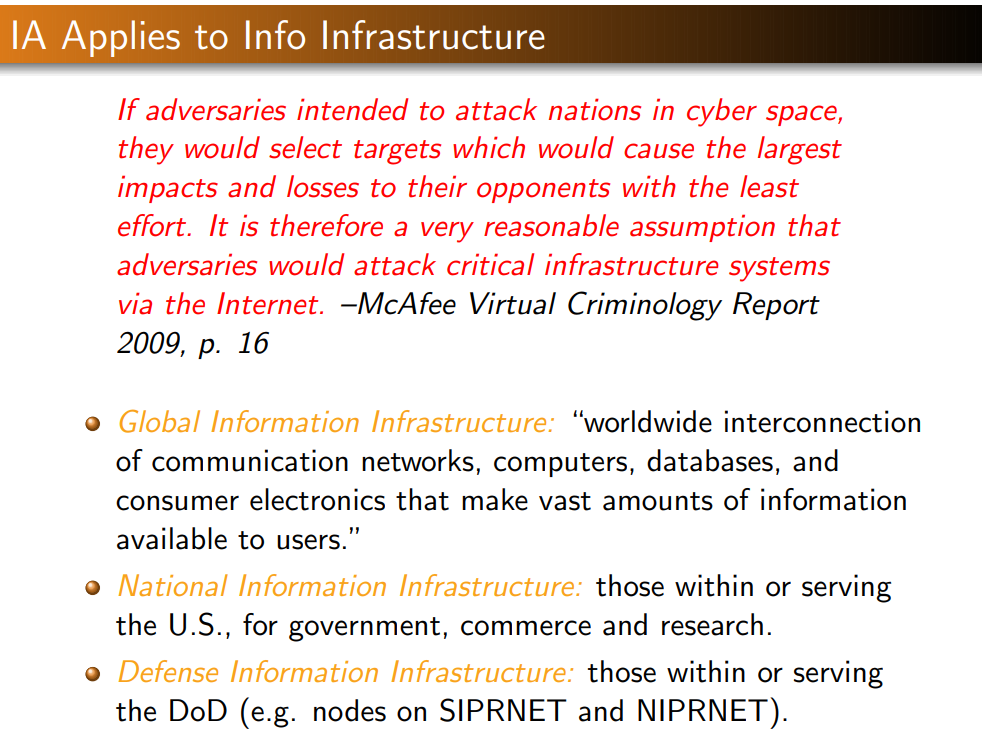 IA Applies to Info Infrastructure
If adversaries intended to attack nations in cyber space,
they would select targets which would cause the largest
impacts and losses to their opponents with the least
effort. It is therefore a very reasonable assumption that
adversaries would attack critical infrastructure systems
via the Internet. –McAfee Virtual Criminology Report
2009, p. 16
Global Information Infrastructure: “worldwide interconnection
of communication networks, computers, databases, and
consumer electronics that make vast amounts of information
available to users.”
National Information Infrastructure: those within or serving
the U.S., for government, commerce and research.
Defense Information Infrastructure: those within or serving
the DoD (e.g. nodes on SIPRNET and NIPRNET).